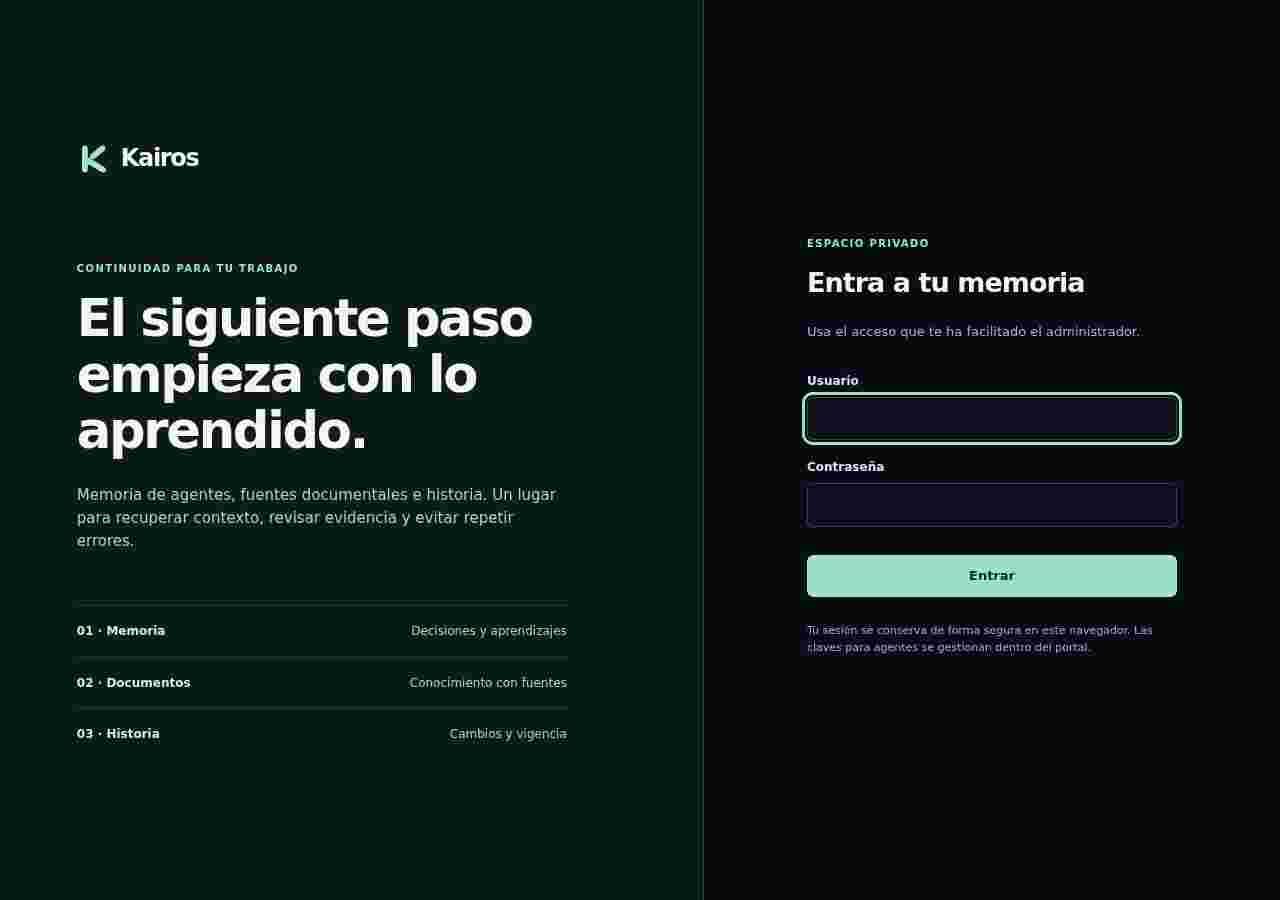 Kairos
CONTINUIDAD PARA TU TRABAJO
El siguiente paso
empieza con lo
aprendido.
Memoria de agentes, fuentes documentales e historia. Un lugar
para recuperar contexto, revisar evidencia y evitar repetir
errores.
01 · Memoria Decisiones y aprendizajes
02 · Documentos Conocimiento con fuentes
03 · Historia Cambios y vigencia
ESPACIO PRIVADO
Entra a tu memoria
Usa el acceso que te ha facilitado el administrador.
Usuario
Contraseña
Entrar
Tu sesión se conserva de forma segura en este navegador. Las
claves para agentes se gestionan dentro del portal.